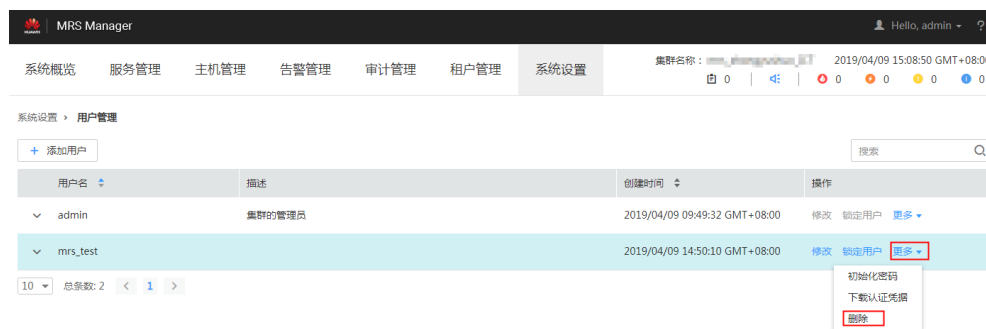 HUAWEI MRS Manager Hello, admin ?
系统概览 服务管理 主机管理 告警管理 审计管理 租户管理 系统设置
集群名称： 2019/04/09 15:08:50 GMT+08:00
0 0 0 0 0
系统设置 > 用户管理
+ 添加用户 搜索
用户名 描述 创建时间 操作
admin 集群的管理员 2019/04/09 09:49:32 GMT+08:00 修改 锁定用户 更多
mrs_test 2019/04/09 14:50:10 GMT+08:00 修改 锁定用户 更多
10 总条数: 2 < 1 >
初始化密码
下载认证凭据
删除